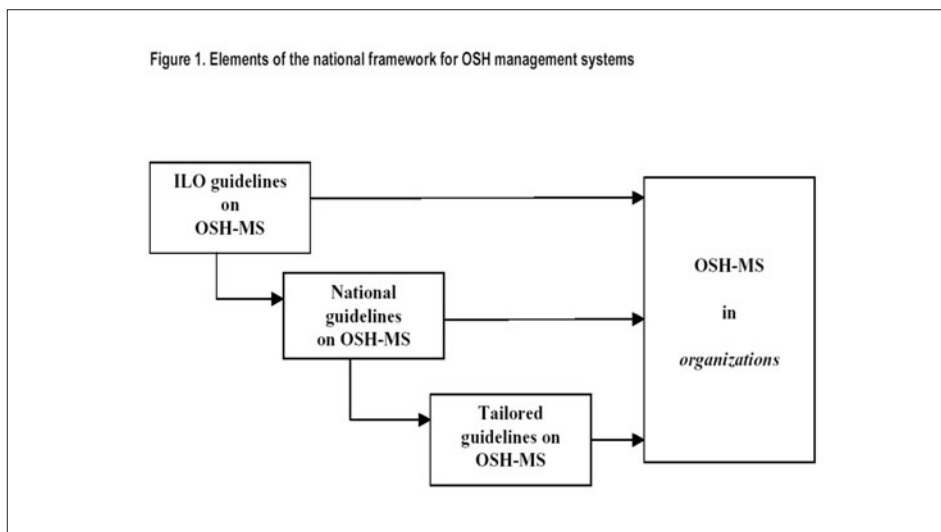 Figure 1. Elements of the national framework for OSH management systems
ILO guidelines
on
OSH-MS
National
guidelines
on OSH-MS
Tailored
guidelines on
OSH-MS
OSH-MS
in
organizations